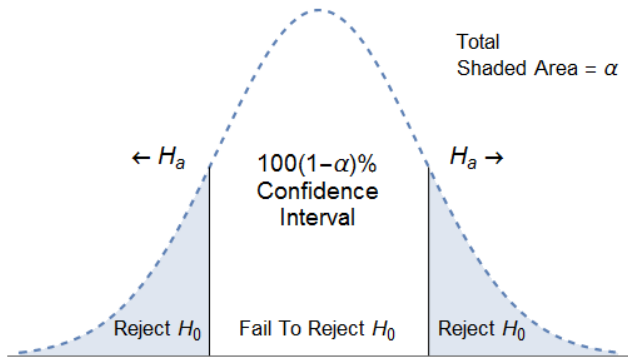 Total
Shaded Area = α
← Hₐ
100(1−α)%
Hₐ →
Confidence
Interval
Reject H₀
Fail To Reject H₀
Reject H₀